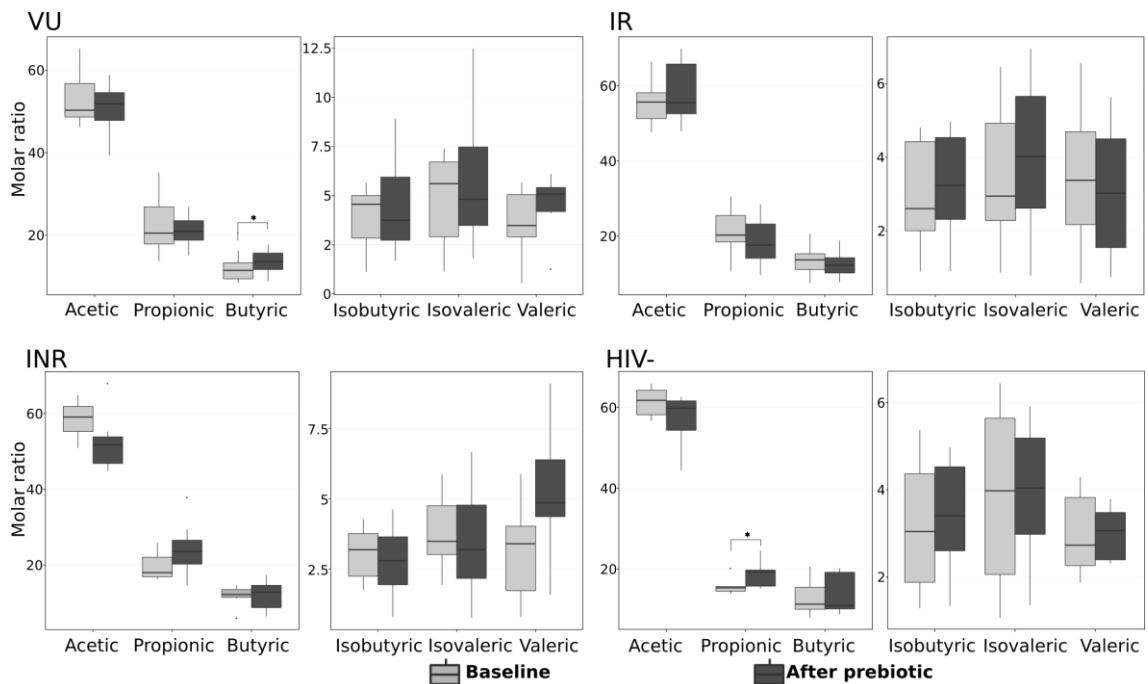 VU
IR
Molar ratio
60
40
20
12.5
10.0
7.5
5
2
0
60
40
20
6
4
2
*
Acetic Propionic Butyric
Isobutyric Isovaleric Valeric
Acetic Propionic Butyric
Isobutyric Isovaleric Valeric
INR
HIV-
Molar ratio
60
40
20
7.5
5
2.5
60
40
20
6
4
2
*
Acetic Propionic Butyric
Isobutyric Isovaleric Valeric
Acetic Propionic Butyric
Isobutyric Isovaleric Valeric
Baseline
After prebiotic